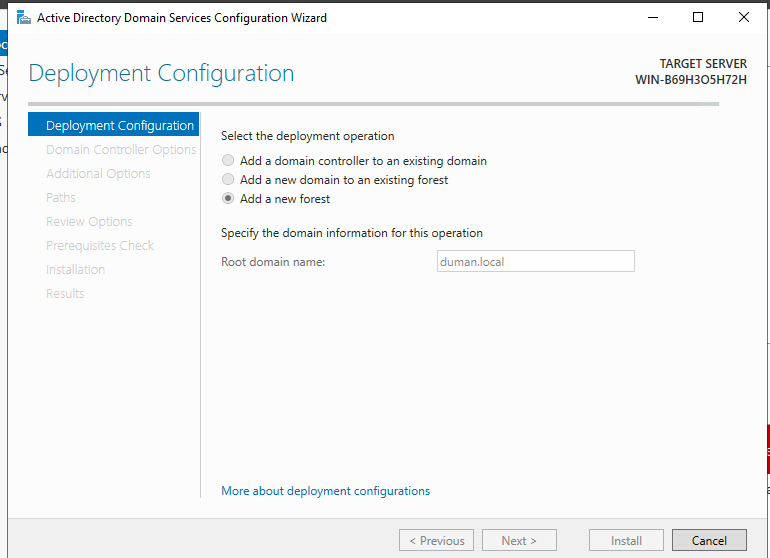 Active Directory Domain Services Configuration Wizard
Deployment Configuration
TARGET SERVER
WIN-B69H3O5H72H
Deployment Configuration
Domain Controller Options
Additional Options
Paths
Review Options
Prerequisites Check
Installation
Results
Select the deployment operation
Add a domain controller to an existing domain
Add a new domain to an existing forest
Add a new forest
Specify the domain information for this operation
Root domain name:
duman.local
More about deployment configurations
< Previous
Next >
Install
Cancel